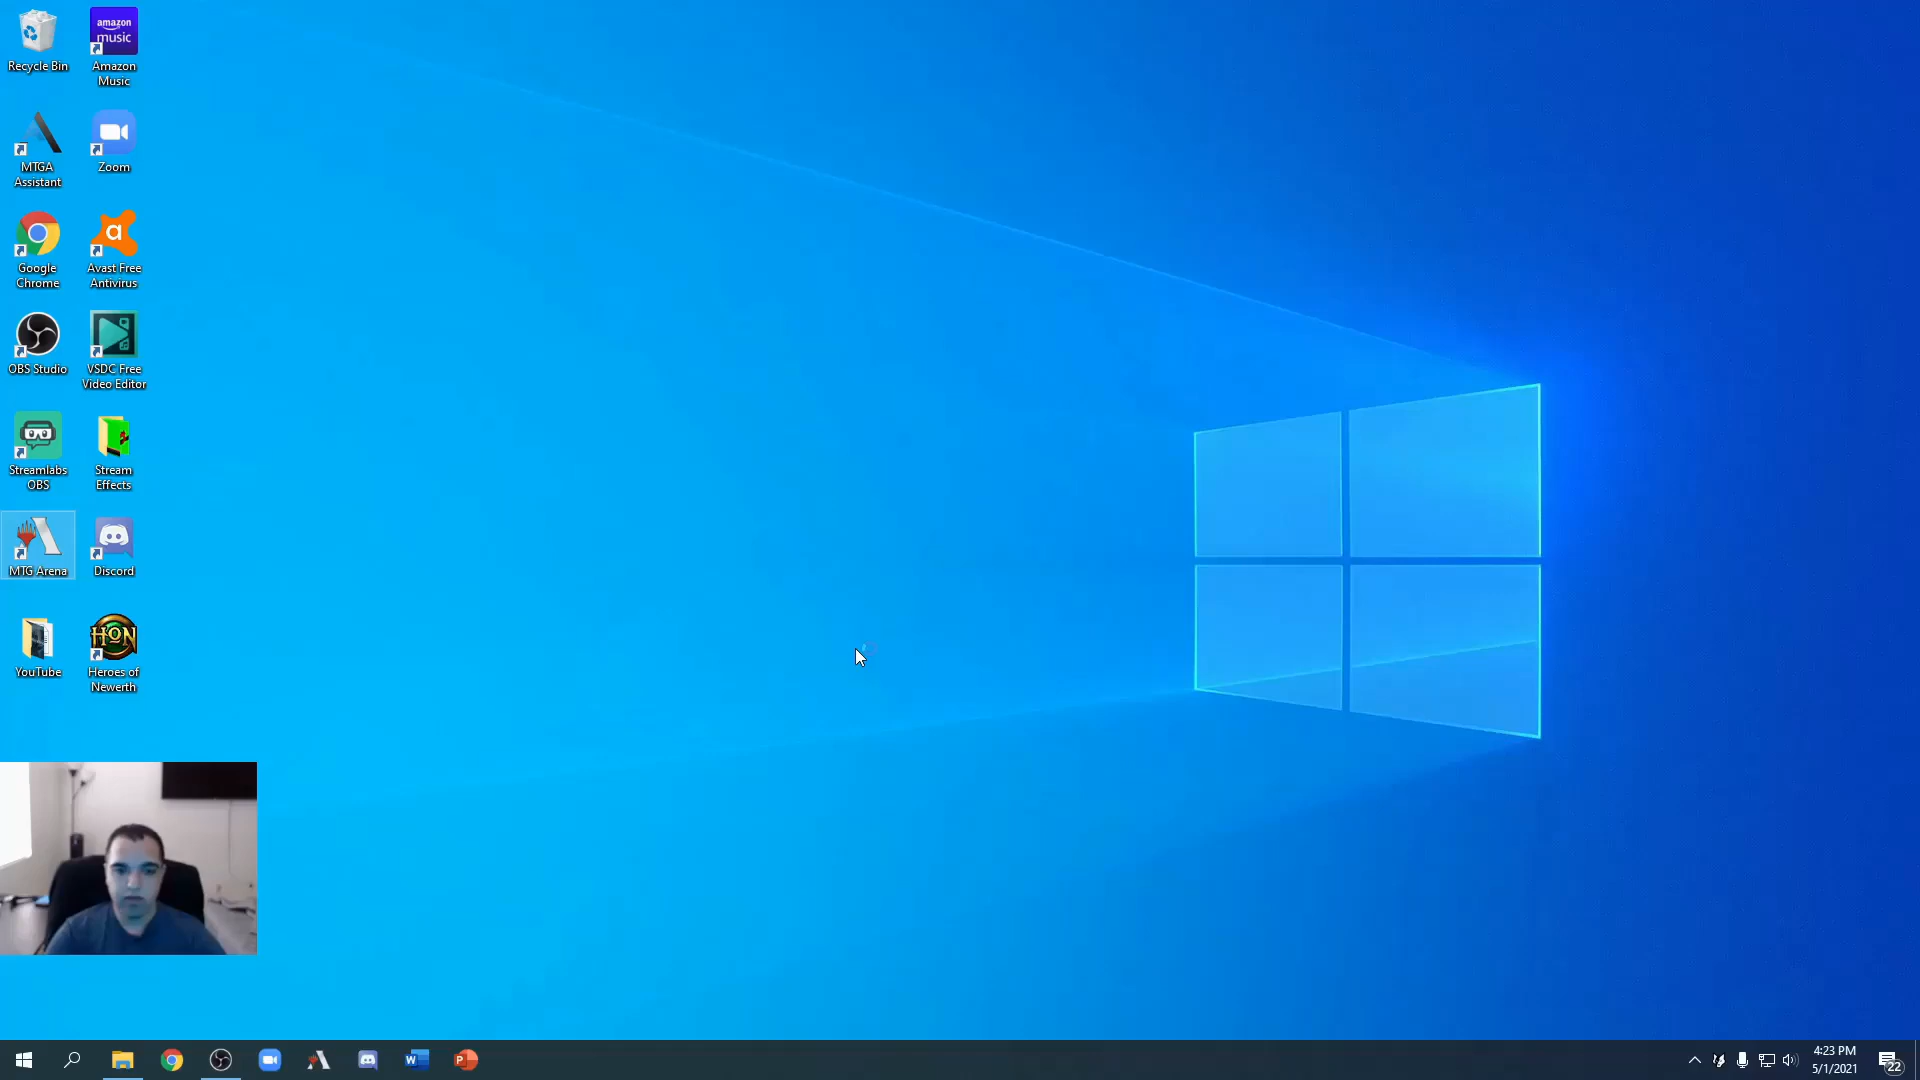 Recycle Bin
amazon
music
Amazon
Music
MTGA
Assistant
Zoom
Google
Chrome
a
Avast Free
Antivirus
OBS Studio
VSDC Free
Video Editor
Streamlabs
OBS
Stream
Effects
MTG Arena
Discord
YouTube
HON
Heroes of
Newerth
W
P
4:23 PM
5/1/2021
22